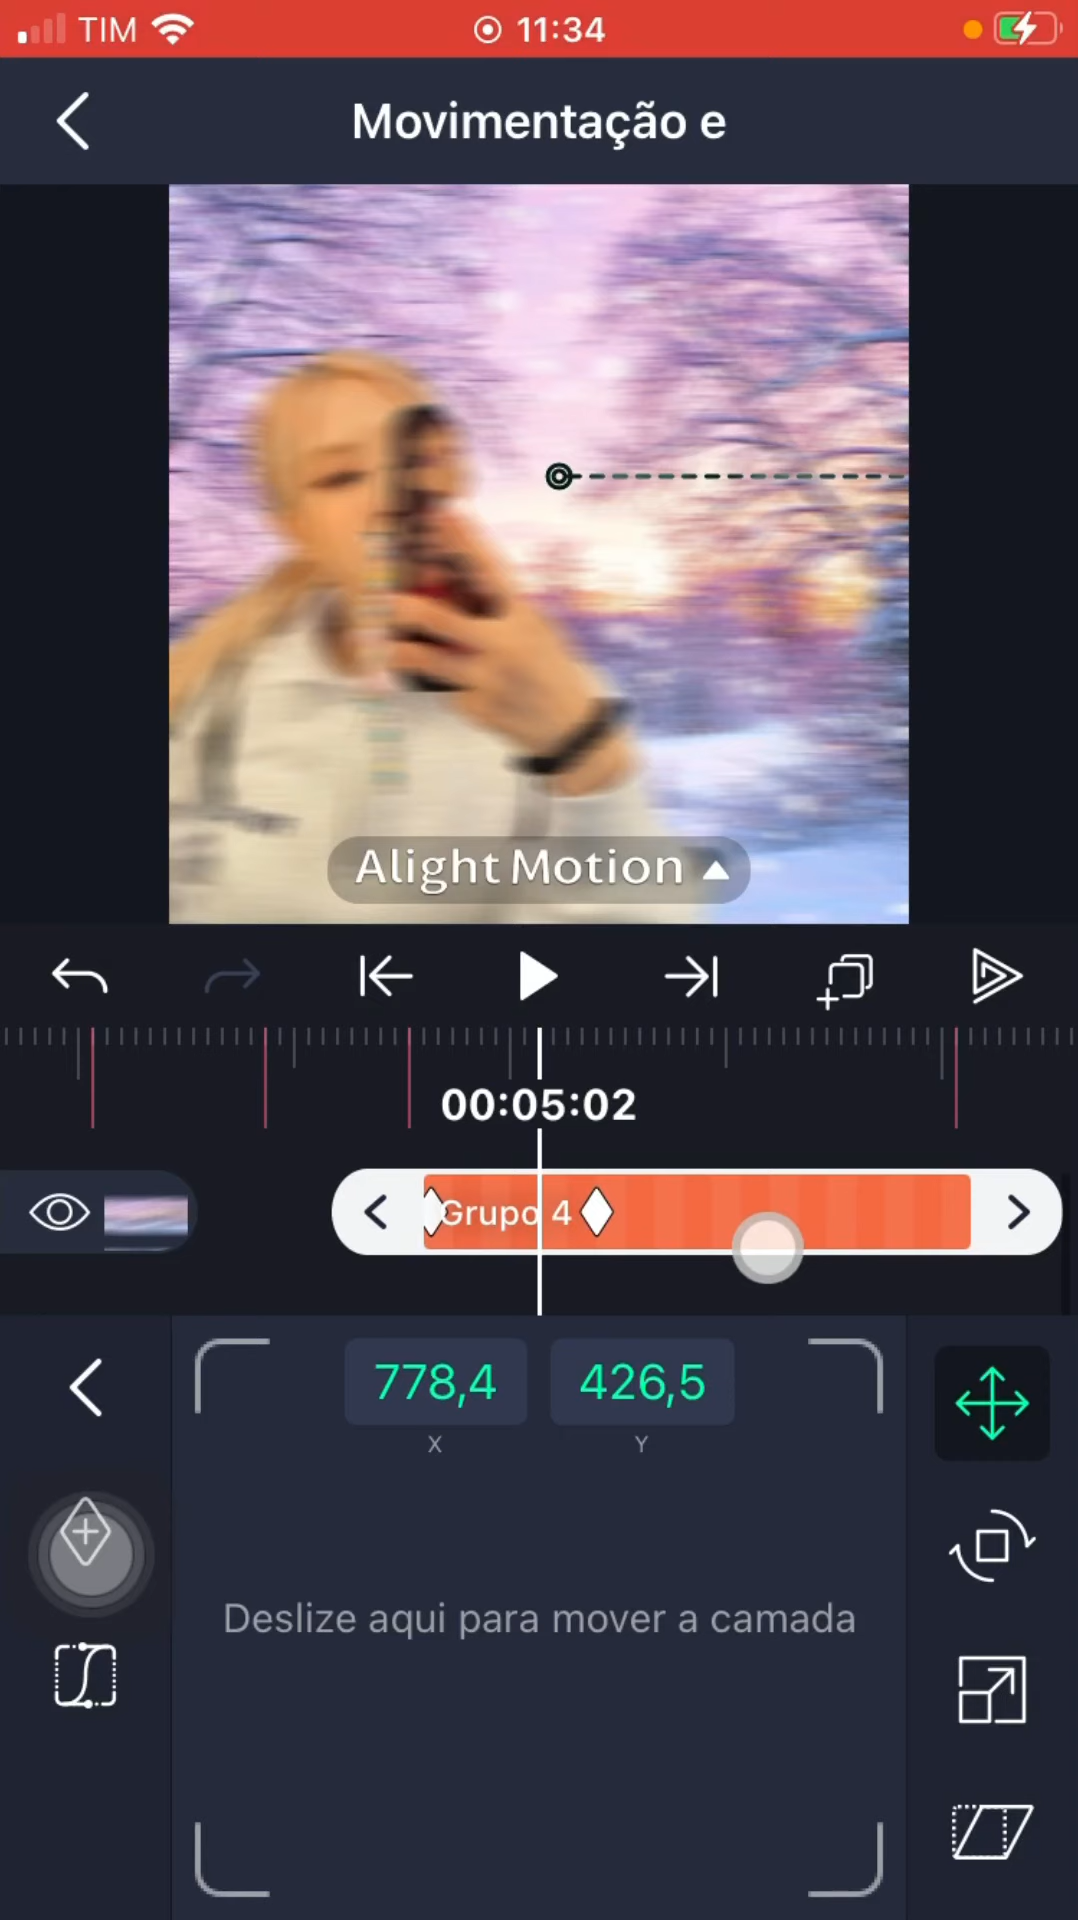 TIM 11:34
Movimentação e
Alight Motion
00:05:02
Grupo 4
778,4 426,5
X Y
Deslize aqui para mover a camada